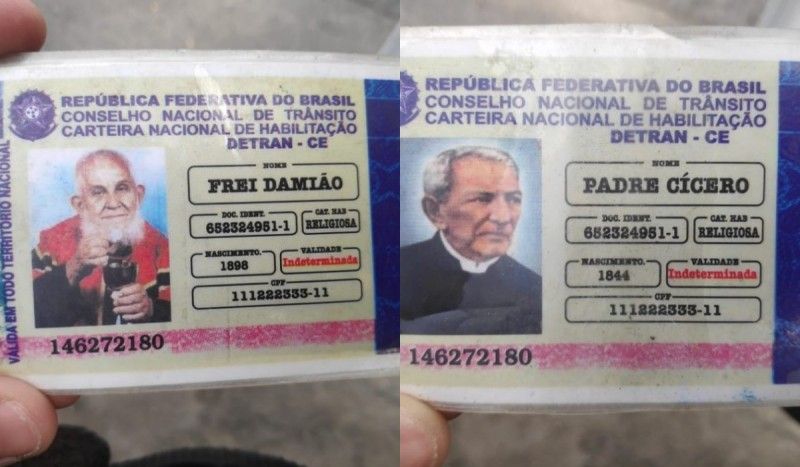 VÁLIDA EM TODO TERRITÓRIO NACIONAL
REPÚBLICA FEDERATIVA DO BRASIL
CONSELHO NACIONAL DE TRÂNSITO
CARTEIRA NACIONAL DE HABILITAÇÃO
DETRAN - CE
NOME
FREI DAMIÃO
DOC. IDENT.
652324951-1
CAT. HAB
RELIGIOSA
NASCIMENTO.
1898
VALIDADE
Indeterminada
CPF
111222333-11
146272180
REPÚBLICA FEDERATIVA DO BRASIL
CONSELHO NACIONAL DE TRÂNSITO
CARTEIRA NACIONAL DE HABILITAÇÃO
DETRAN - CE
NOME
PADRE CÍCERO
DOC. IDENT.
652324951-1
CAT. HAB
RELIGIOSA
NASCIMENTO.
1844
VALIDADE
Indeterminada
CPF
111222333-11
146272180